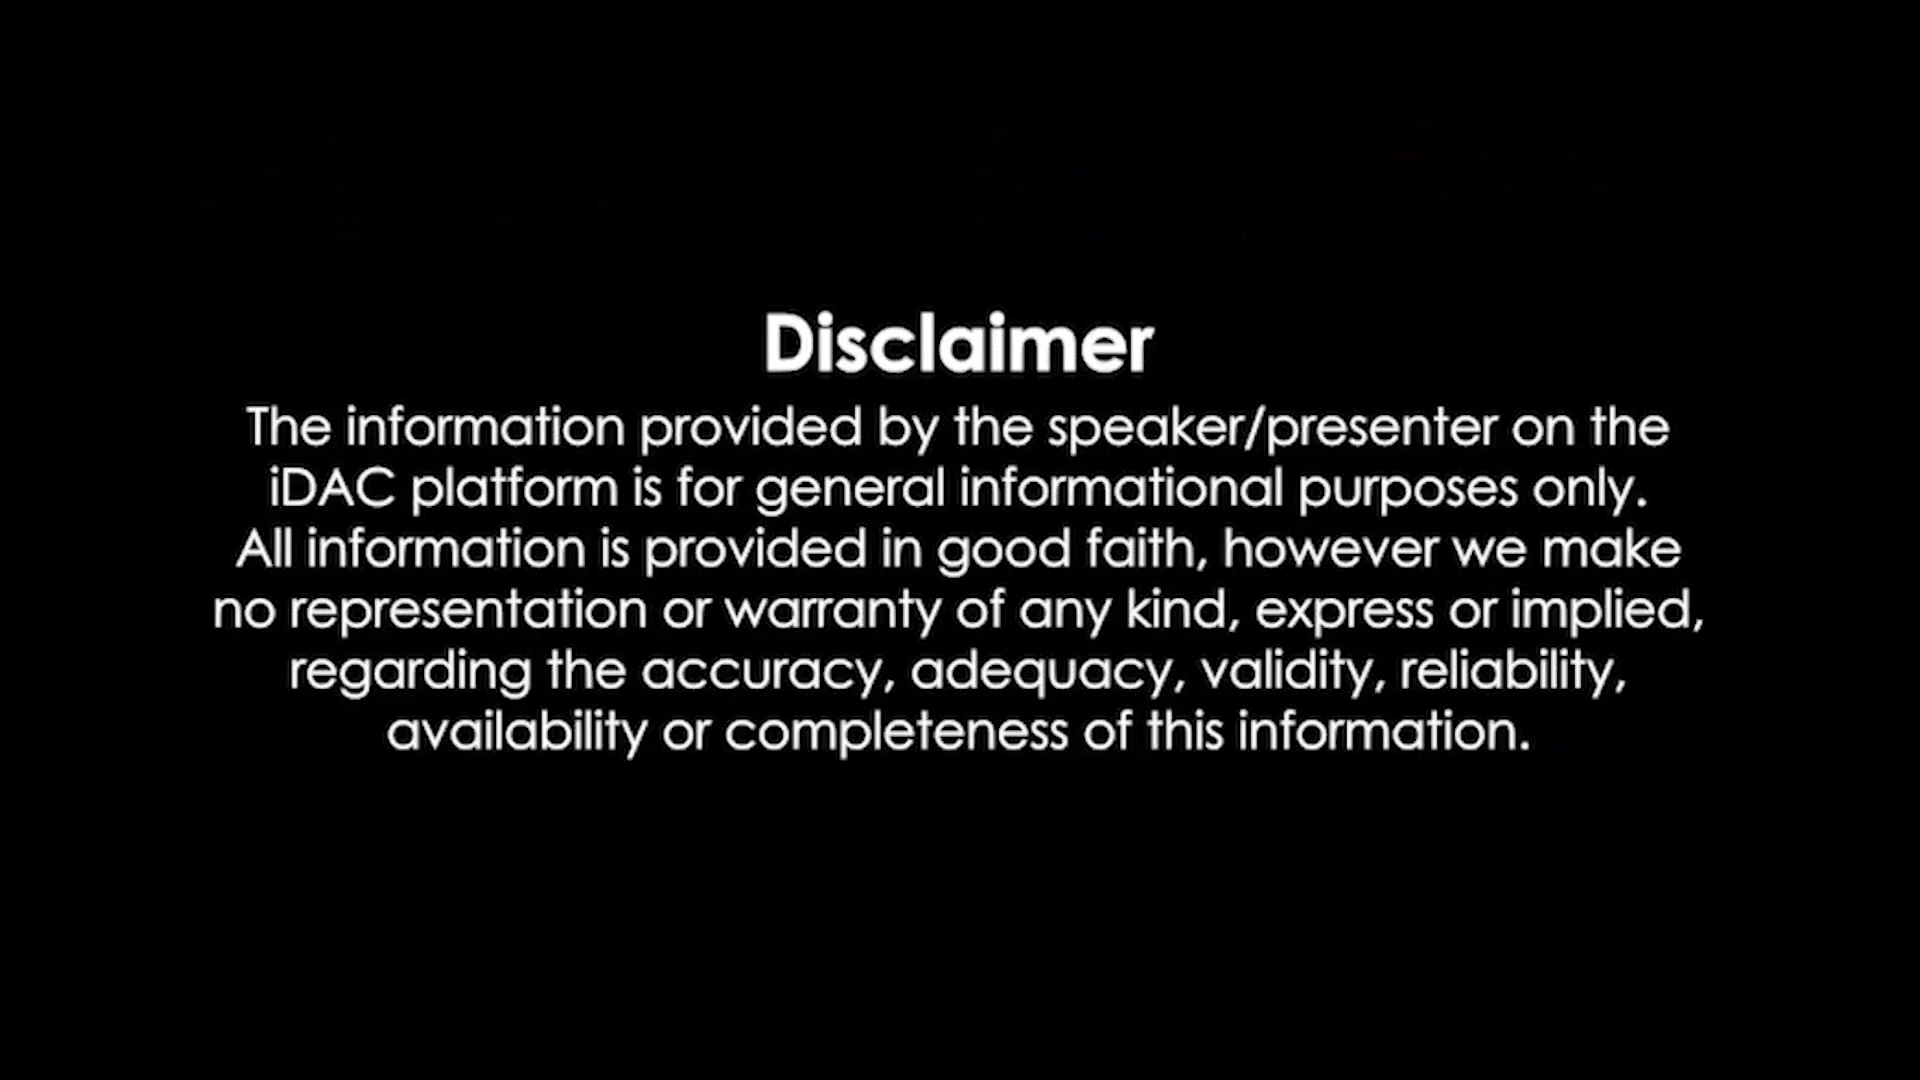 Disclaimer
The information provided by the speaker/presenter on the
iDAC platform is for general informational purposes only.
All information is provided in good faith, however we make
no representation or warranty of any kind, express or implied,
regarding the accuracy, adequacy, validity, reliability,
availability or completeness of this information.